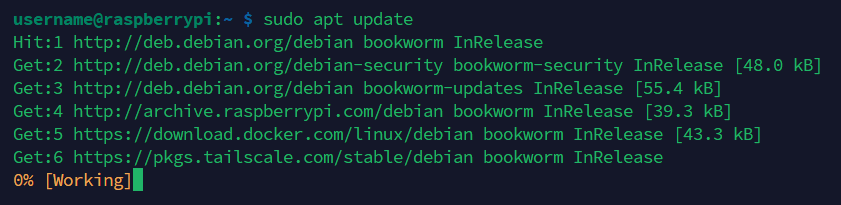 username@raspberrypi:~ $ sudo apt update
Hit:1 http://deb.debian.org/debian bookworm InRelease
Get:2 http://deb.debian.org/debian-security bookworm-security InRelease [48.0 kB]
Get:3 http://deb.debian.org/debian bookworm-updates InRelease [55.4 kB]
Get:4 http://archive.raspberrypi.com/debian bookworm InRelease [39.3 kB]
Get:5 https://download.docker.com/linux/debian bookworm InRelease [43.3 kB]
Get:6 https://pkgs.tailscale.com/stable/debian bookworm InRelease
0% [Working]